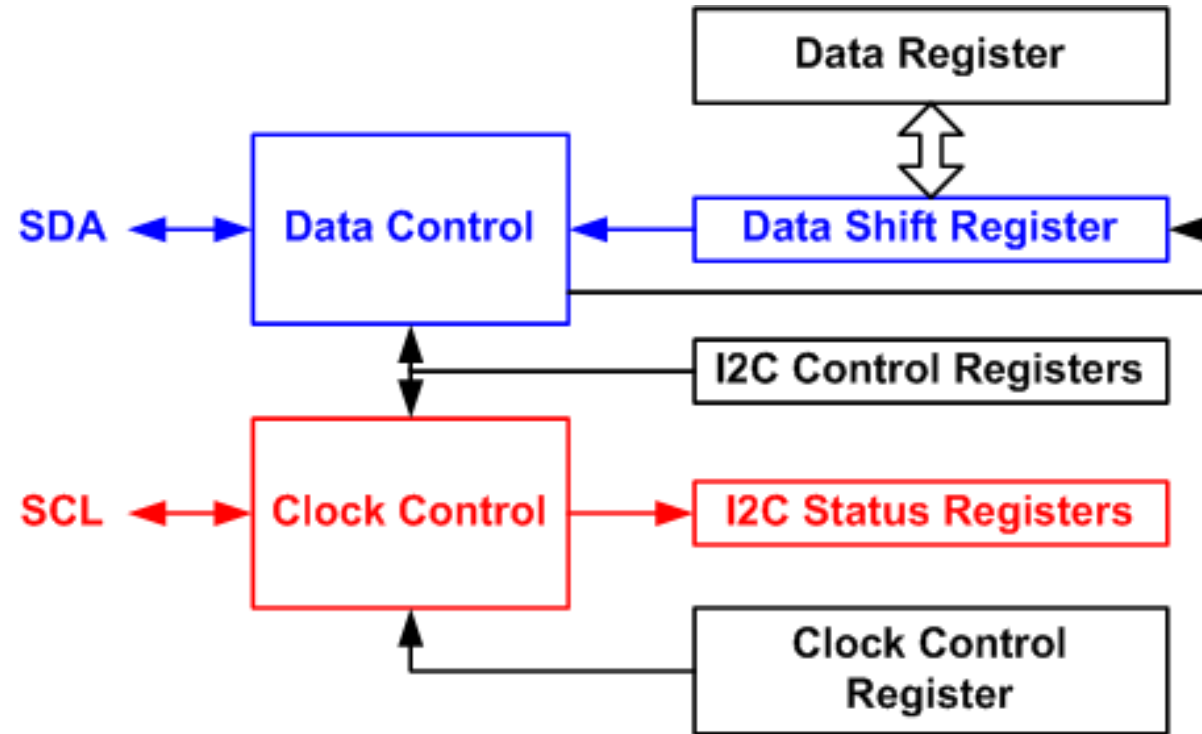 Data Register
SDA
Data Control
Data Shift Register
I2C Control Registers
SCL
Clock Control
I2C Status Registers
Clock Control
Register